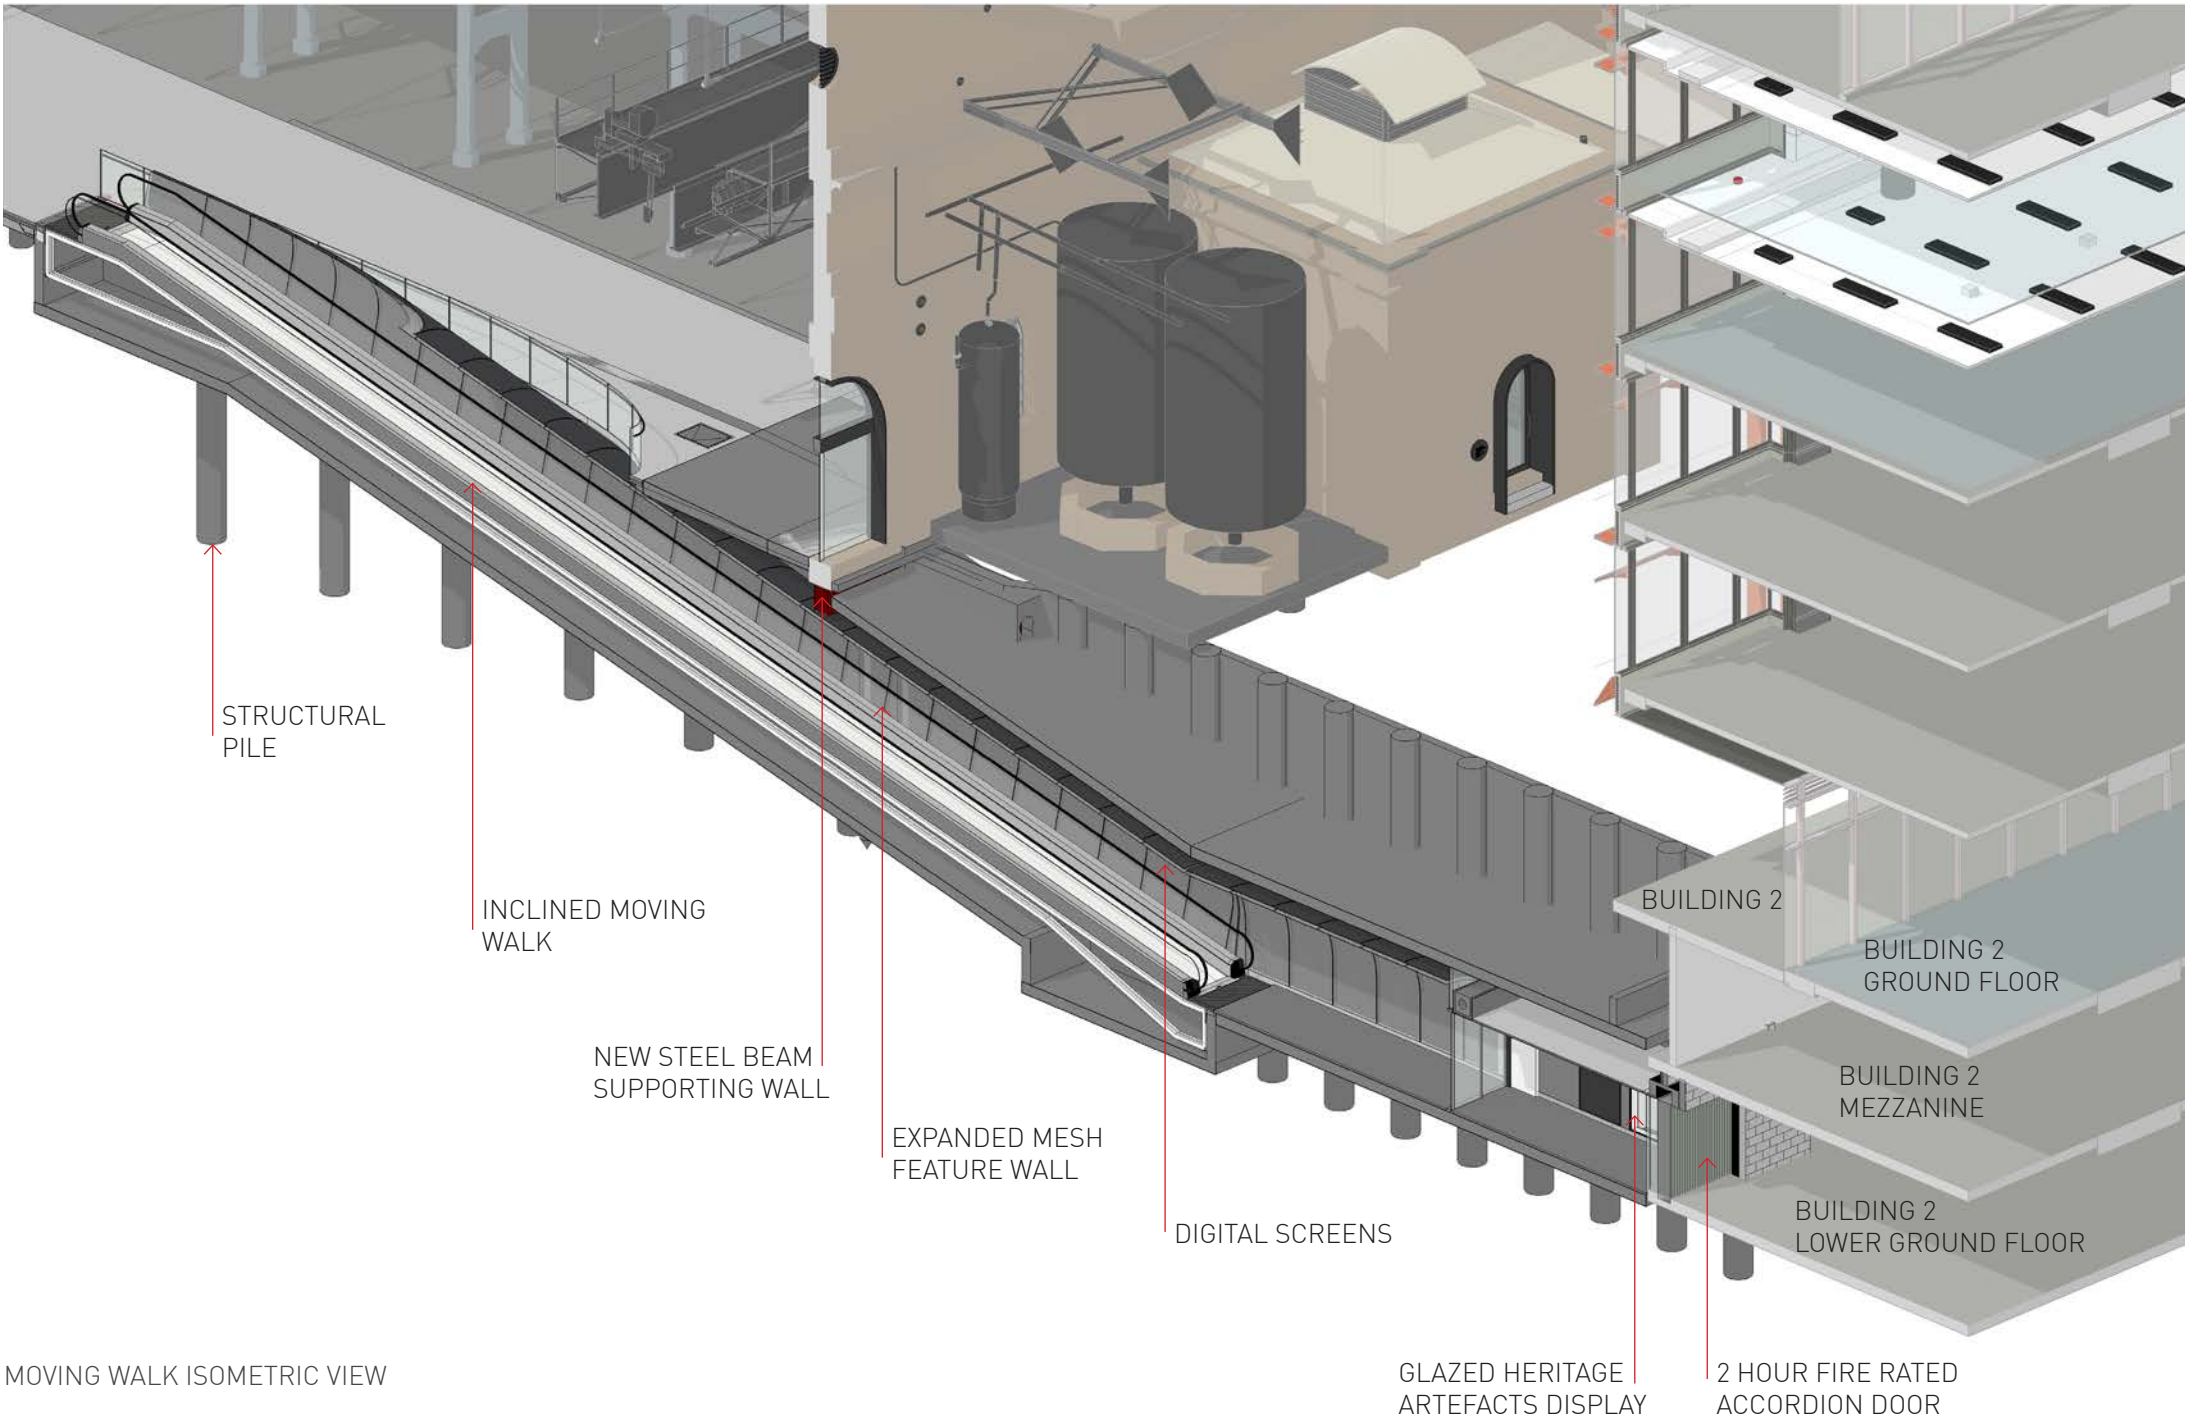 STRUCTURAL
PILE
INCLINED MOVING
WALK
NEW STEEL BEAM
SUPPORTING WALL
EXPANDED MESH
FEATURE WALL
DIGITAL SCREENS
BUILDING 2
BUILDING 2
GROUND FLOOR
BUILDING 2
MEZZANINE
BUILDING 2
LOWER GROUND FLOOR
GLAZED HERITAGE
ARTEFACTS DISPLAY
2 HOUR FIRE RATED
ACCORDION DOOR
MOVING WALK ISOMETRIC VIEW